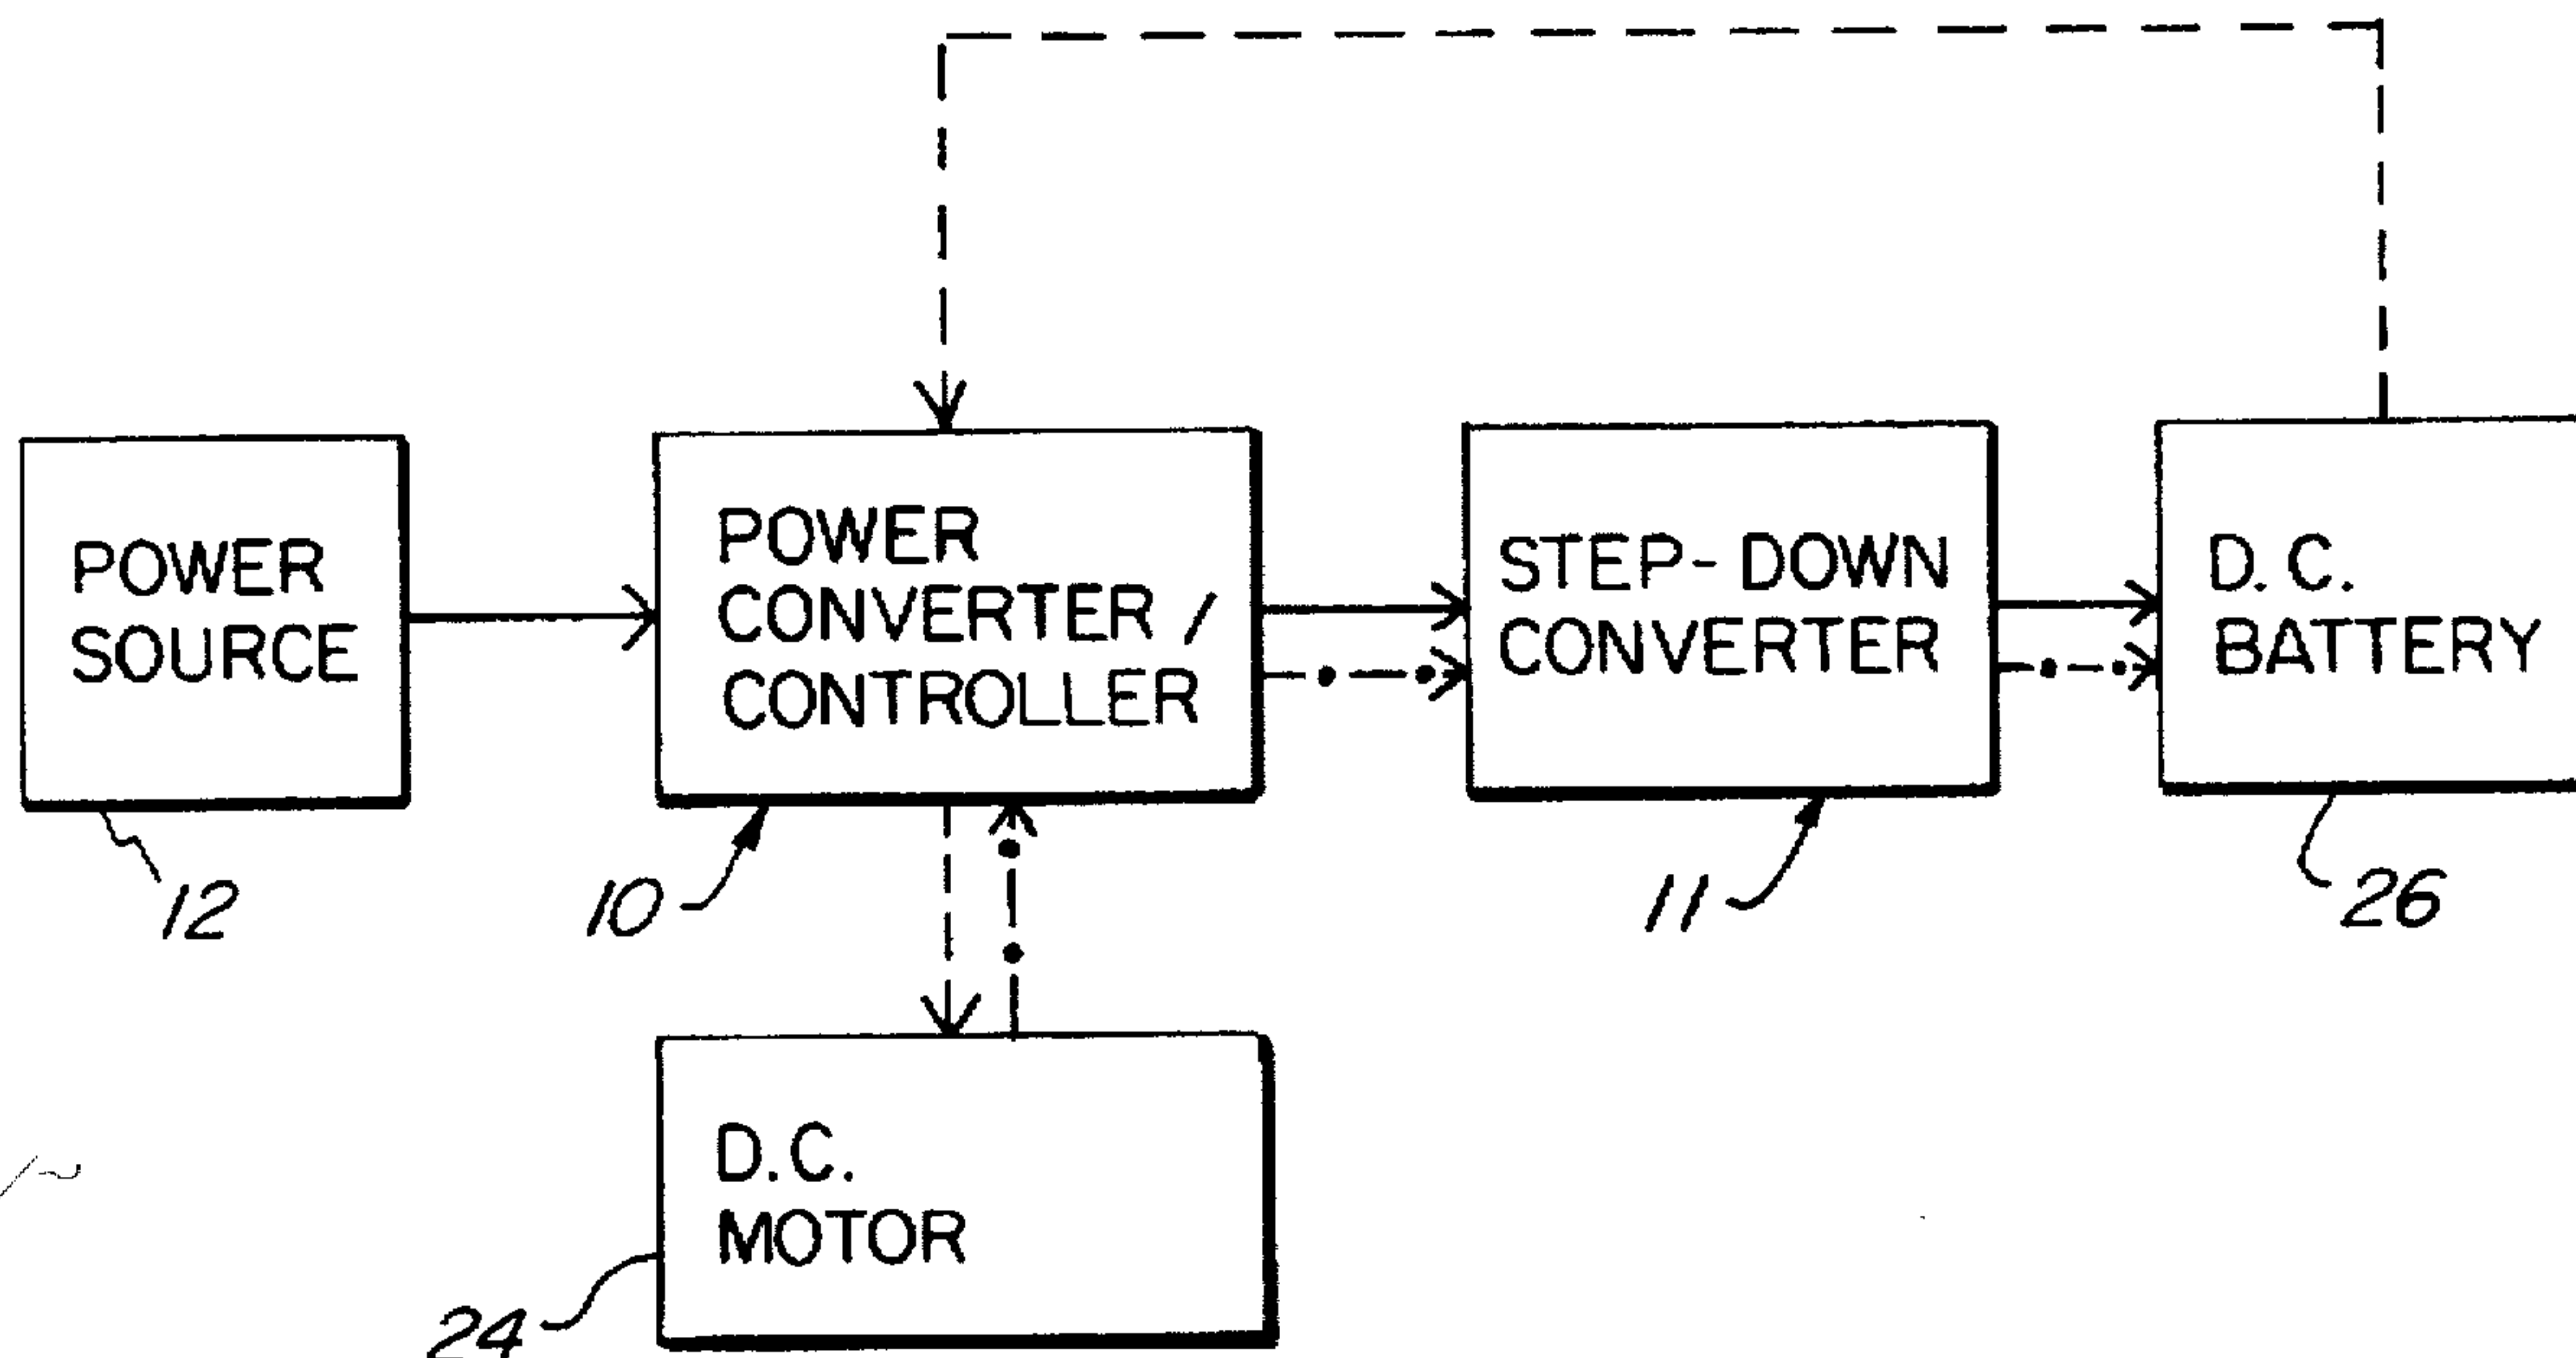 POWER
SOURCE
POWER
CONVERTER /
CONTROLLER
STEP-DOWN
CONVERTER
D.C.
BATTERY
12
10
11
26
D.C.
MOTOR
24